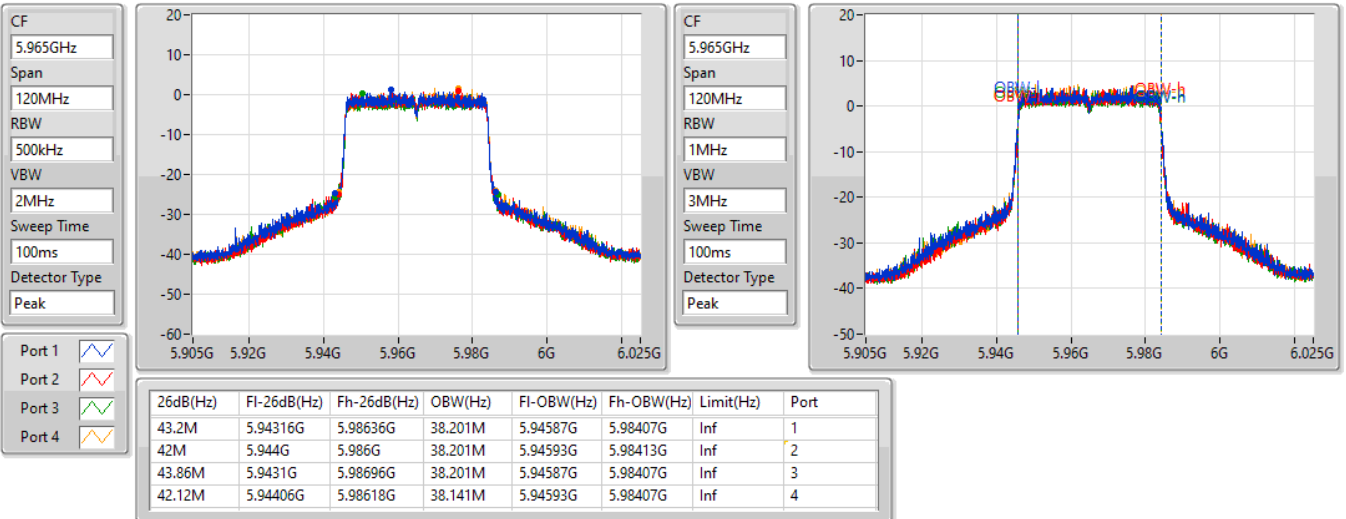 CF
5.965GHz
Span
120MHz
RBW
500kHz
VBW
2MHz
Sweep Time
100ms
Detector Type
Peak
20
10
0
-10
-20
-30
-40
-50
-60
5.905G 5.92G 5.94G 5.96G 5.98G 6G 6.025G
CF
5.965GHz
Span
120MHz
RBW
1MHz
VBW
3MHz
Sweep Time
100ms
Detector Type
Peak
20
10
0
-10
-20
-30
-40
-50
OBW-h
5.905G 5.92G 5.94G 5.96G 5.98G 6G 6.025G
Port 1
Port 2
Port 3
Port 4
26dB(Hz) Fl-26dB(Hz) Fh-26dB(Hz) OBW(Hz) Fl-OBW(Hz) Fh-OBW(Hz) Limit(Hz) Port
43.2M 5.94316G 5.98636G 38.201M 5.94587G 5.98407G Inf 1
42M 5.944G 5.986G 38.201M 5.94593G 5.98413G Inf 2
43.86M 5.9431G 5.98696G 38.201M 5.94587G 5.98407G Inf 3
42.12M 5.94406G 5.98618G 38.141M 5.94593G 5.98407G Inf 4